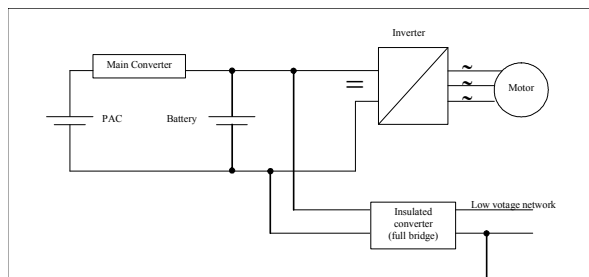 Inverter
Main Converter
=
~
~
~
Motor
PAC
Battery
Low votage network
Insulated
converter
(full bridge)